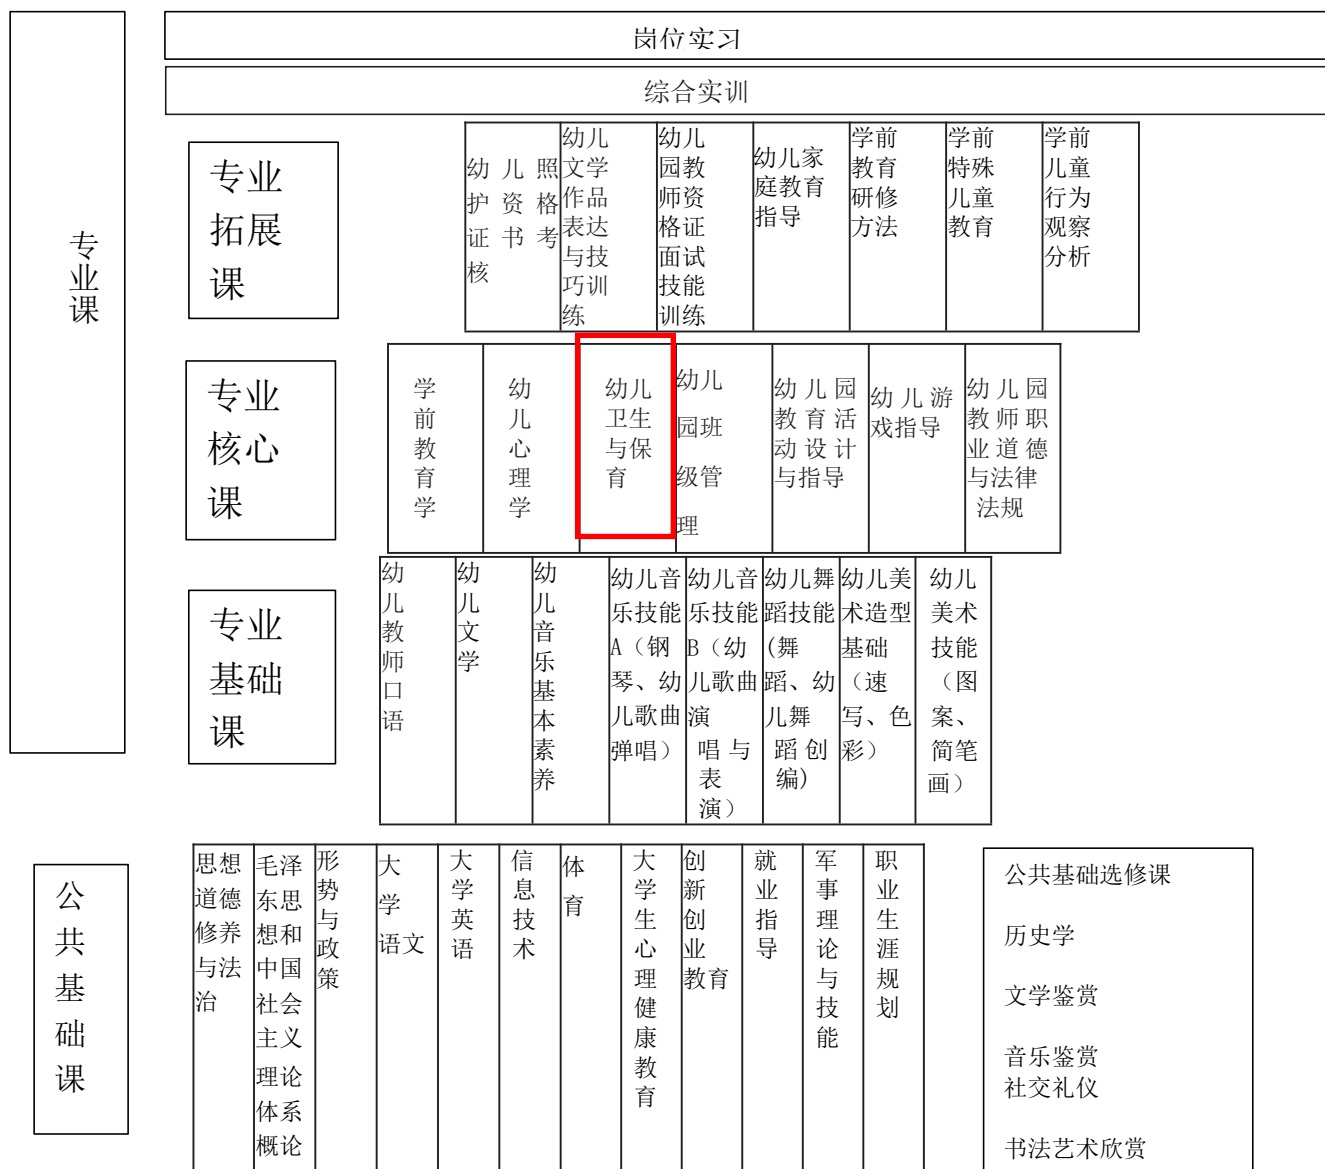 岗位实习
综合实训
专业课
专业
拓展
课
幼儿照
护资格
证书考
核
幼儿
文学
作品
表达
与技
巧训
练
幼儿
园教
师资
格证
面试
技能
训练
幼儿家
庭教育
指导
学前
教育
研修
方法
学前
特殊
儿童
教育
学前
儿童
行为
观察
分析
专业
核心
课
学前教育学
幼儿心理学
幼儿
卫生
与保
育
幼儿
园班
级管
理
幼儿园
教育活
动设计
与指导
幼儿游
戏指导
幼儿园
教师职
业道德
与法律
法规
专业
基础
课
幼儿教师口语
幼儿文学
幼儿音乐基本素养
幼儿音
乐技能
A（钢
琴、幼
儿歌曲
弹唱）
幼儿音
乐技能
B（幼
儿歌曲
演
唱与
表
演）
幼儿舞
蹈技能
(舞
蹈、幼
儿舞
蹈创
编)
幼儿美
术造型
基础
（速
写、色
彩）
幼儿
美术
技能
（图
案、
简笔
画）
公共基础课
思想
道德
修养
与法
治
毛泽
东思
想和
中国
社会
主义
理论
体系
概论
形势与政策
大
学
语文
大学英语
信息技术
体育
大学生心理健康教育
创
新
创
业
教育
就业指导
军事理论与技能
职业生涯规划
公共基础选修课
历史学
文学鉴赏
音乐鉴赏
社交礼仪
书法艺术欣赏